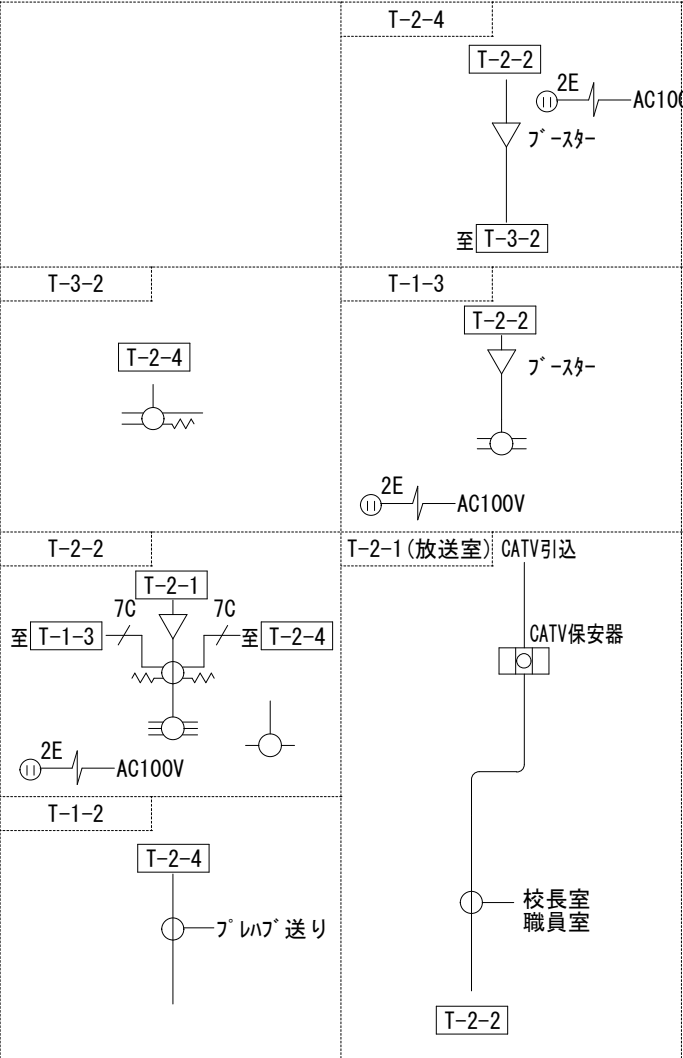 T-2-4
T-2-2
2E
AC100
ﾌﾞｰｽﾀｰ
至 T-3-2
T-3-2
T-2-4
T-1-3
T-2-2
ﾌﾞｰｽﾀｰ
2E
AC100V
T-2-2
T-2-1
7C
7C
至 T-1-3
至 T-2-4
2E
AC100V
T-2-1(放送室)
CATV引込
CATV保安器
校長室
職員室
T-2-2
T-1-2
T-2-4
ﾌﾟﾚﾊﾌﾞ送り